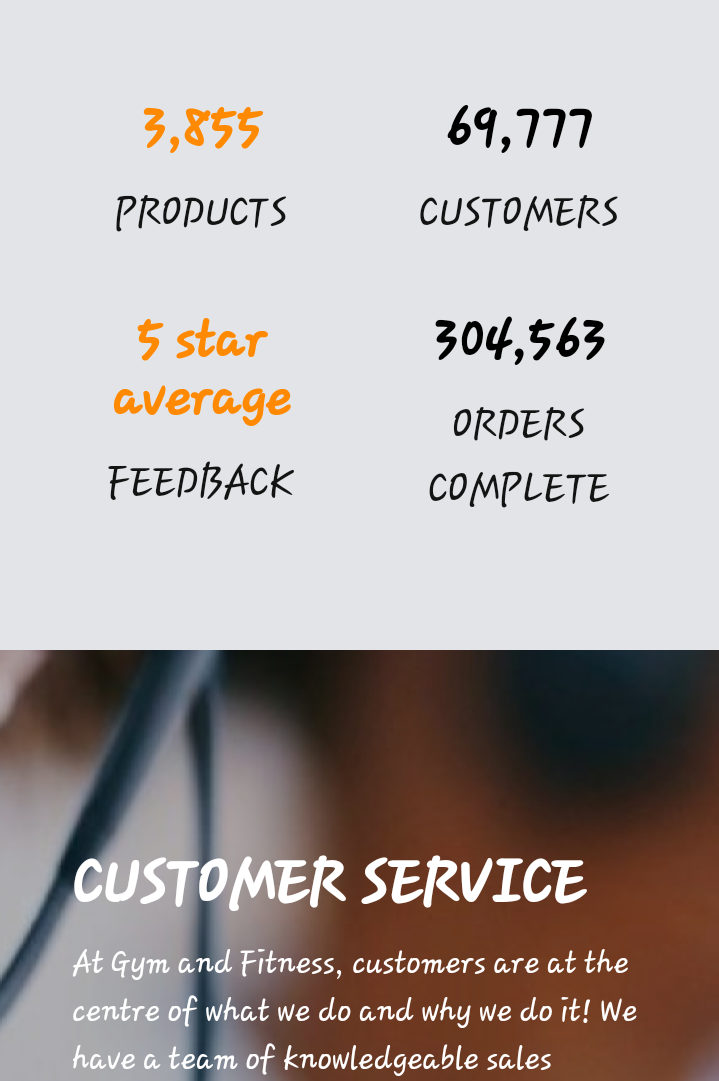 3,855
PRODUCTS
69,777
CUSTOMERS
5 star
average
FEEDBACK
304,563
ORDERS
COMPLETE
CUSTOMER SERVICE
At Gym and Fitness, customers are at the
centre of what we do and why we do it! We
have a team of knowledgeable sales